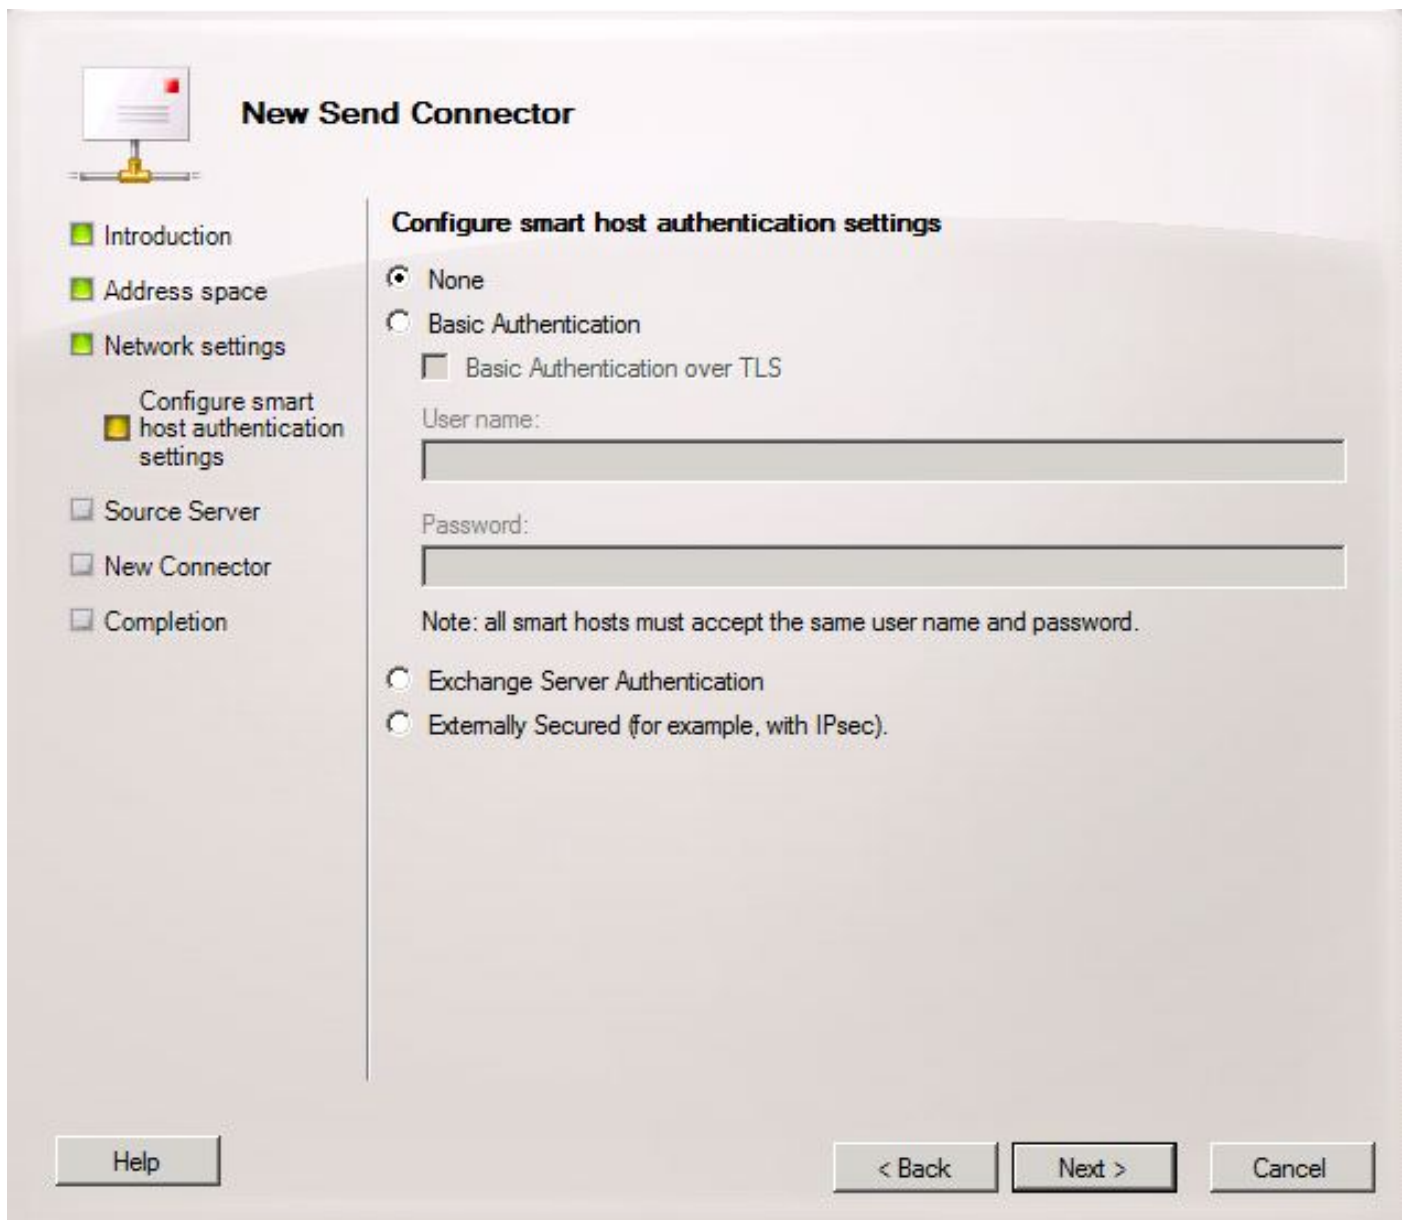 New Send Connector
Introduction
Address space
Network settings
Configure smart
host authentication
settings
Source Server
New Connector
Completion
Configure smart host authentication settings
None
Basic Authentication
Basic Authentication over TLS
User name:
Password:
Note: all smart hosts must accept the same user name and password.
Exchange Server Authentication
Externally Secured (for example, with IPsec).
Help
< Back
Next >
Cancel